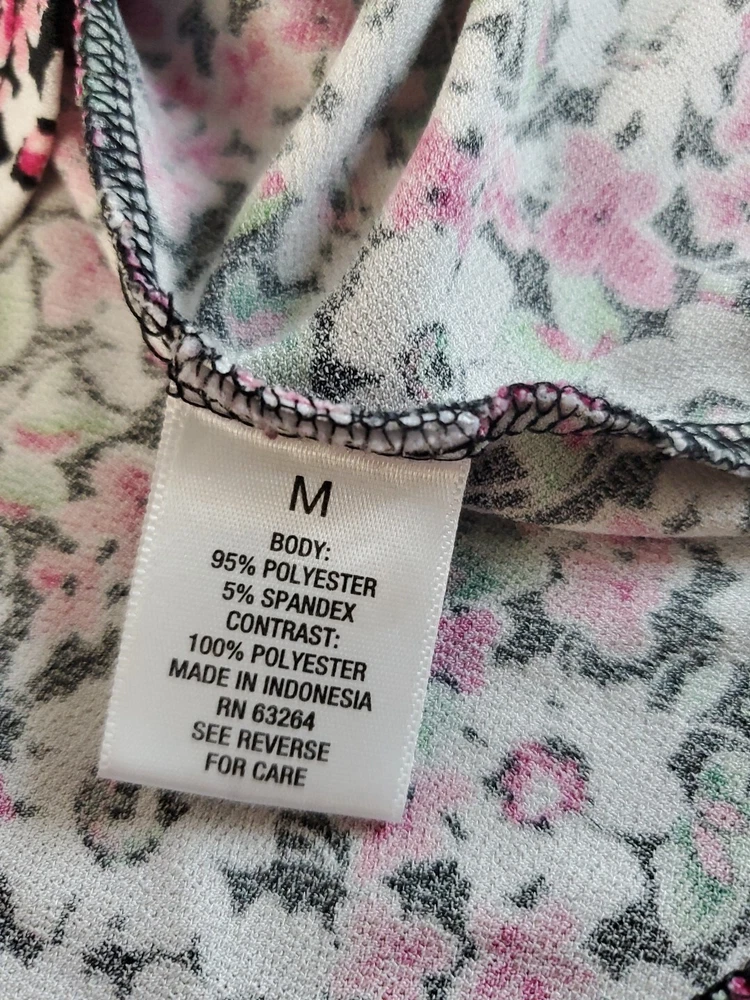 M
BODY:
95% POLYESTER
5% SPANDEX
CONTRAST:
100% POLYESTER
MADE IN INDONESIA
RN 63264
SEE REVERSE
FOR CARE